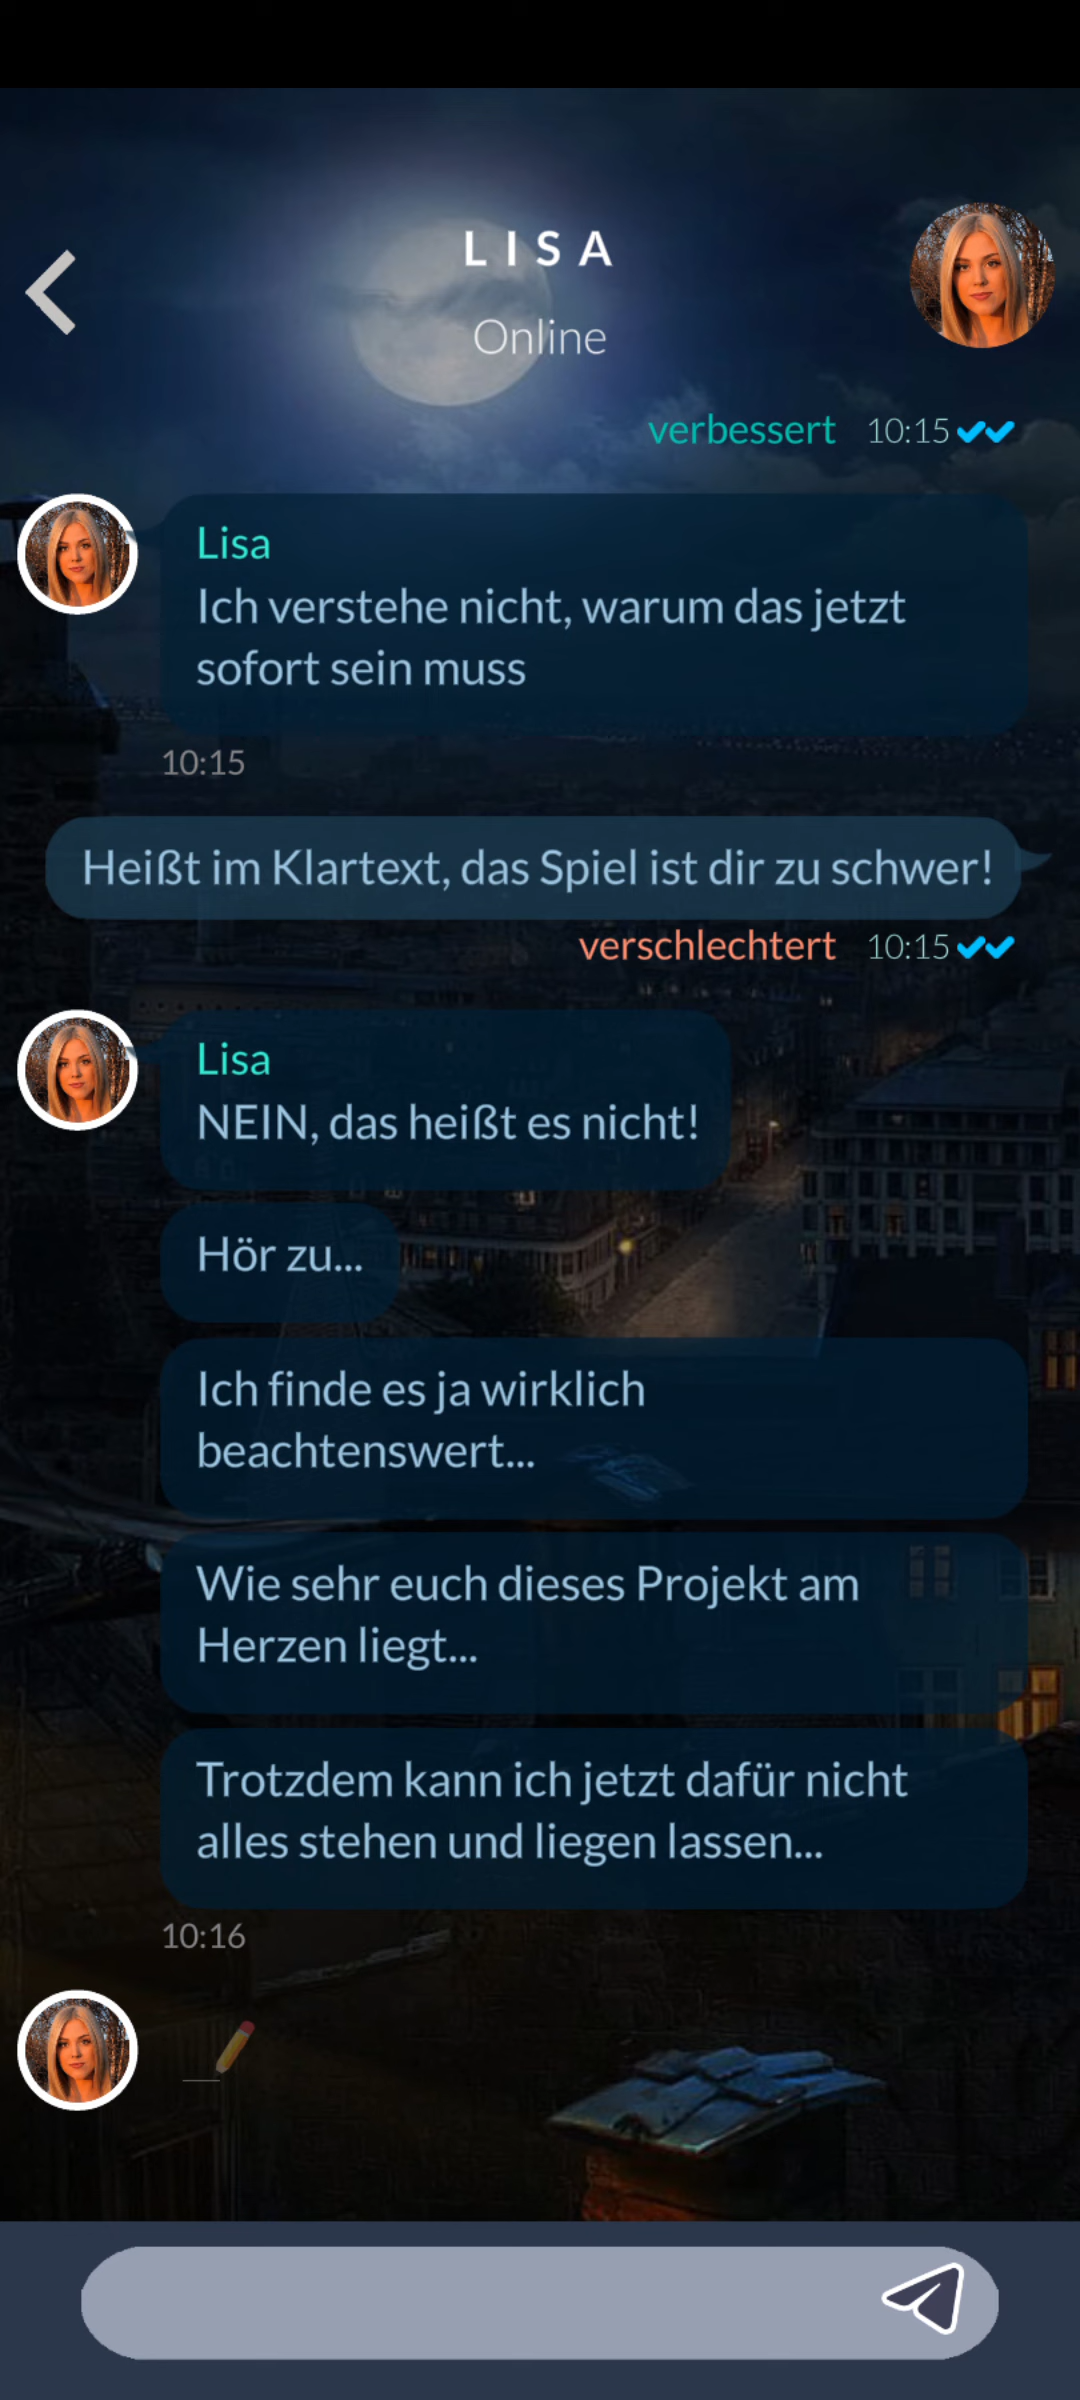 LISA
Online
verbessert 10:15
Lisa
Ich verstehe nicht, warum das jetzt
sofort sein muss
10:15
Heißt im Klartext, das Spiel ist dir zu schwer!
verschlechtert 10:15
Lisa
NEIN, das heißt es nicht!
Hör zu...
Ich finde es ja wirklich
beachtenswert...
Wie sehr euch dieses Projekt am
Herzen liegt...
Trotzdem kann ich jetzt dafür nicht
alles stehen und liegen lassen...
10:16